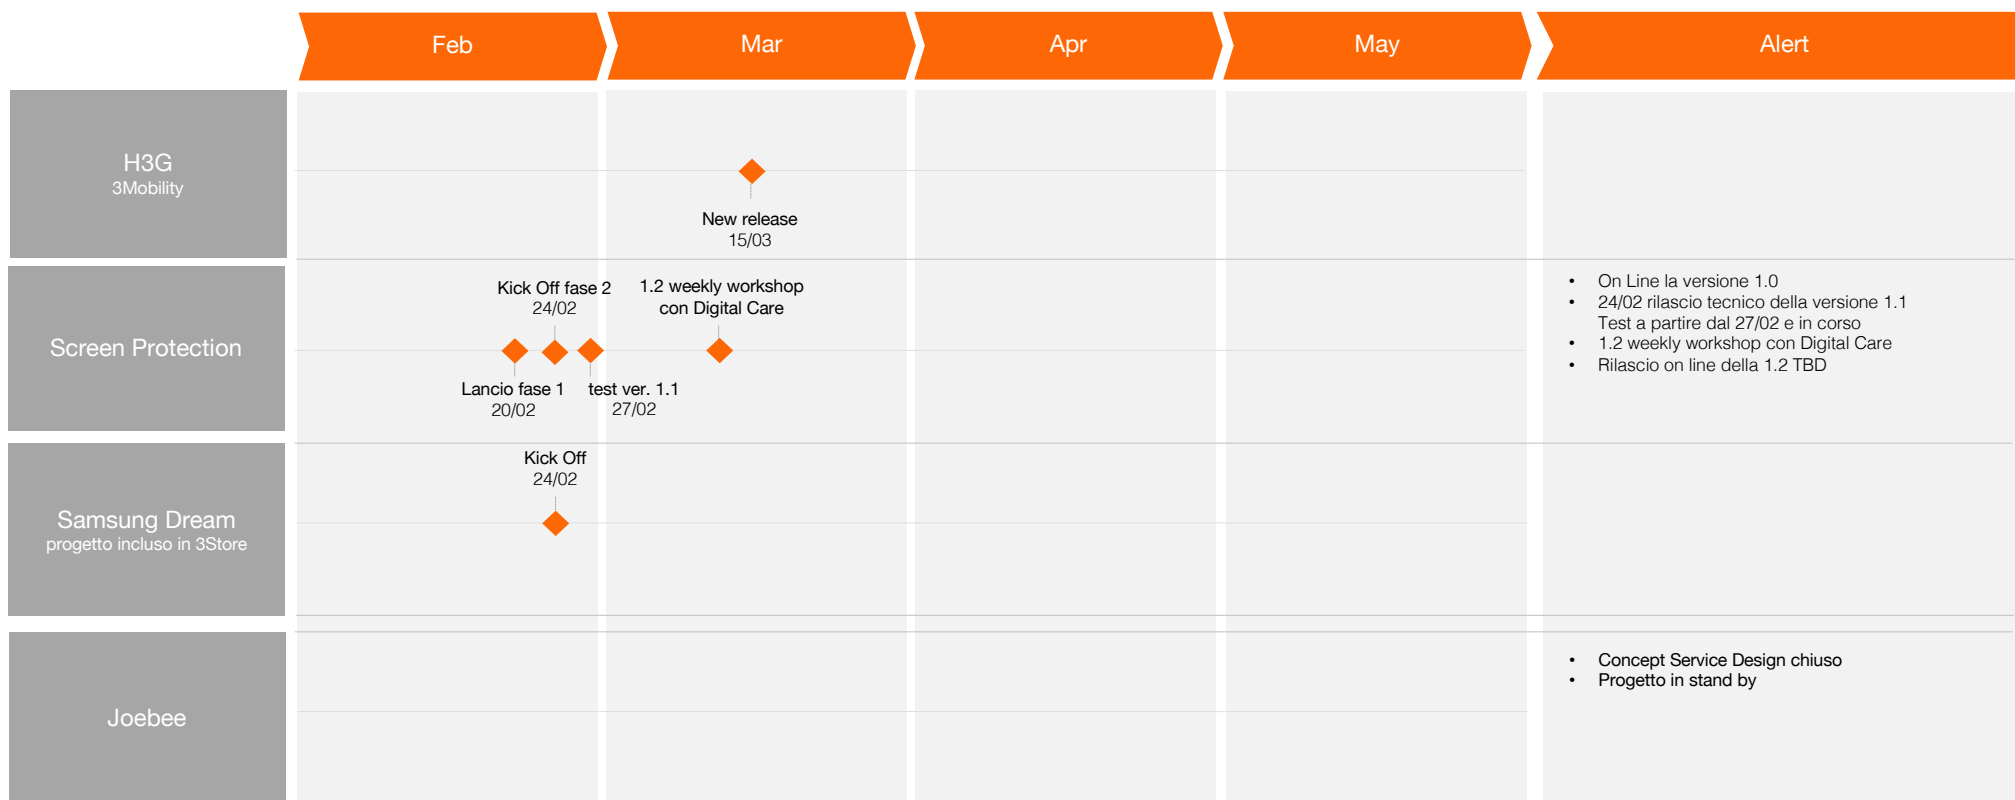 Feb
Mar
Apr
May
Alert
H3G
3Mobility
New release
15/03
Screen Protection
Kick Off fase 2
24/02
1.2 weekly workshop
con Digital Care
Lancio fase 1
20/02
test ver. 1.1
27/02
• On Line la versione 1.0
• 24/02 rilascio tecnico della versione 1.1
Test a partire dal 27/02 e in corso
• 1.2 weekly workshop con Digital Care
• Rilascio on line della 1.2 TBD
Samsung Dream
progetto incluso in 3Store
Kick Off
24/02
Joebee
• Concept Service Design chiuso
• Progetto in stand by